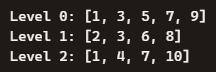 Level 0: [1, 3, 5, 7, 9]
Level 1: [2, 3, 6, 8]
Level 2: [1, 4, 7, 10]